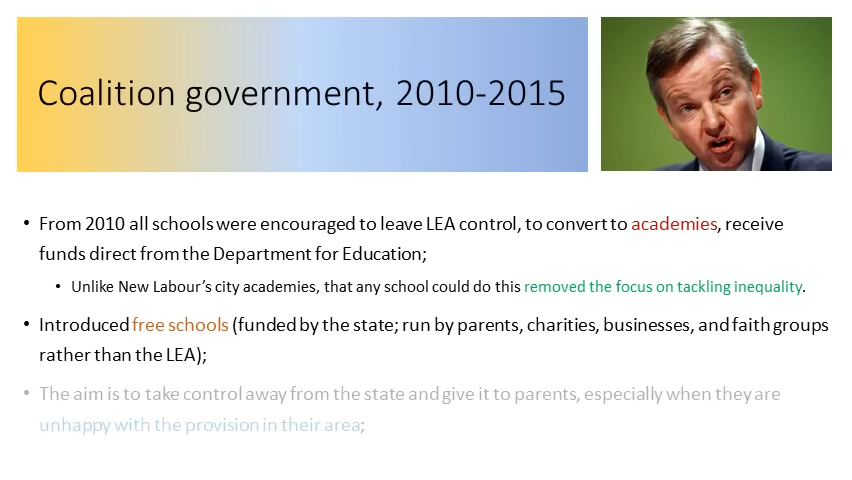 Coalition government, 2010-2015
• From 2010 all schools were encouraged to leave LEA control, to convert to academies, receive
funds direct from the Department for Education;
• Unlike New Labour’s city academies, that any school could do this removed the focus on tackling inequality.
• Introduced free schools (funded by the state; run by parents, charities, businesses, and faith groups
rather than the LEA);
• The aim is to take control away from the state and give it to parents, especially when they are
unhappy with the provision in their area;